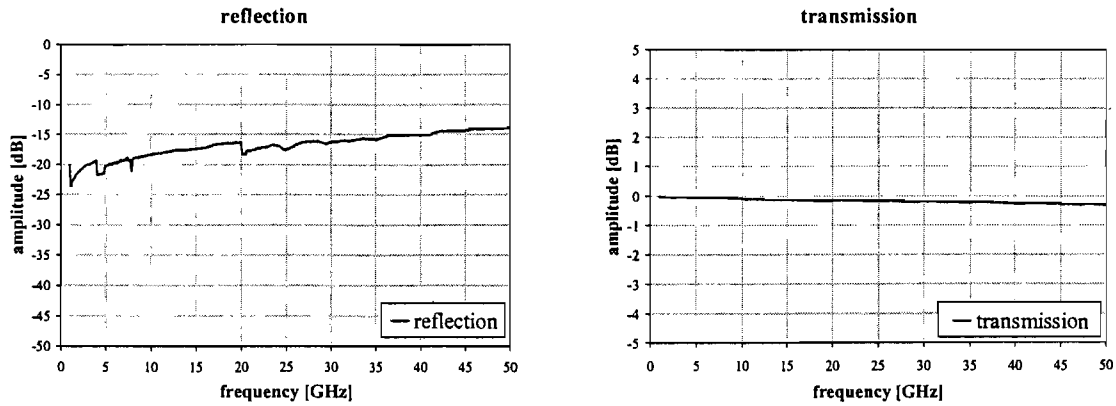 reflection
amplitude [dB]
0
-5
-10
-15
-20
-25
-30
-35
-40
-45
-50
reflection
0 5 10 15 20 25 30 35 40 45 50
frequency [GHz]
transmission
amplitude [dB]
5
4
3
2
1
0
-1
-2
-3
-4
-5
transmission
0 5 10 15 20 25 30 35 40 45 50
frequency [GHz]